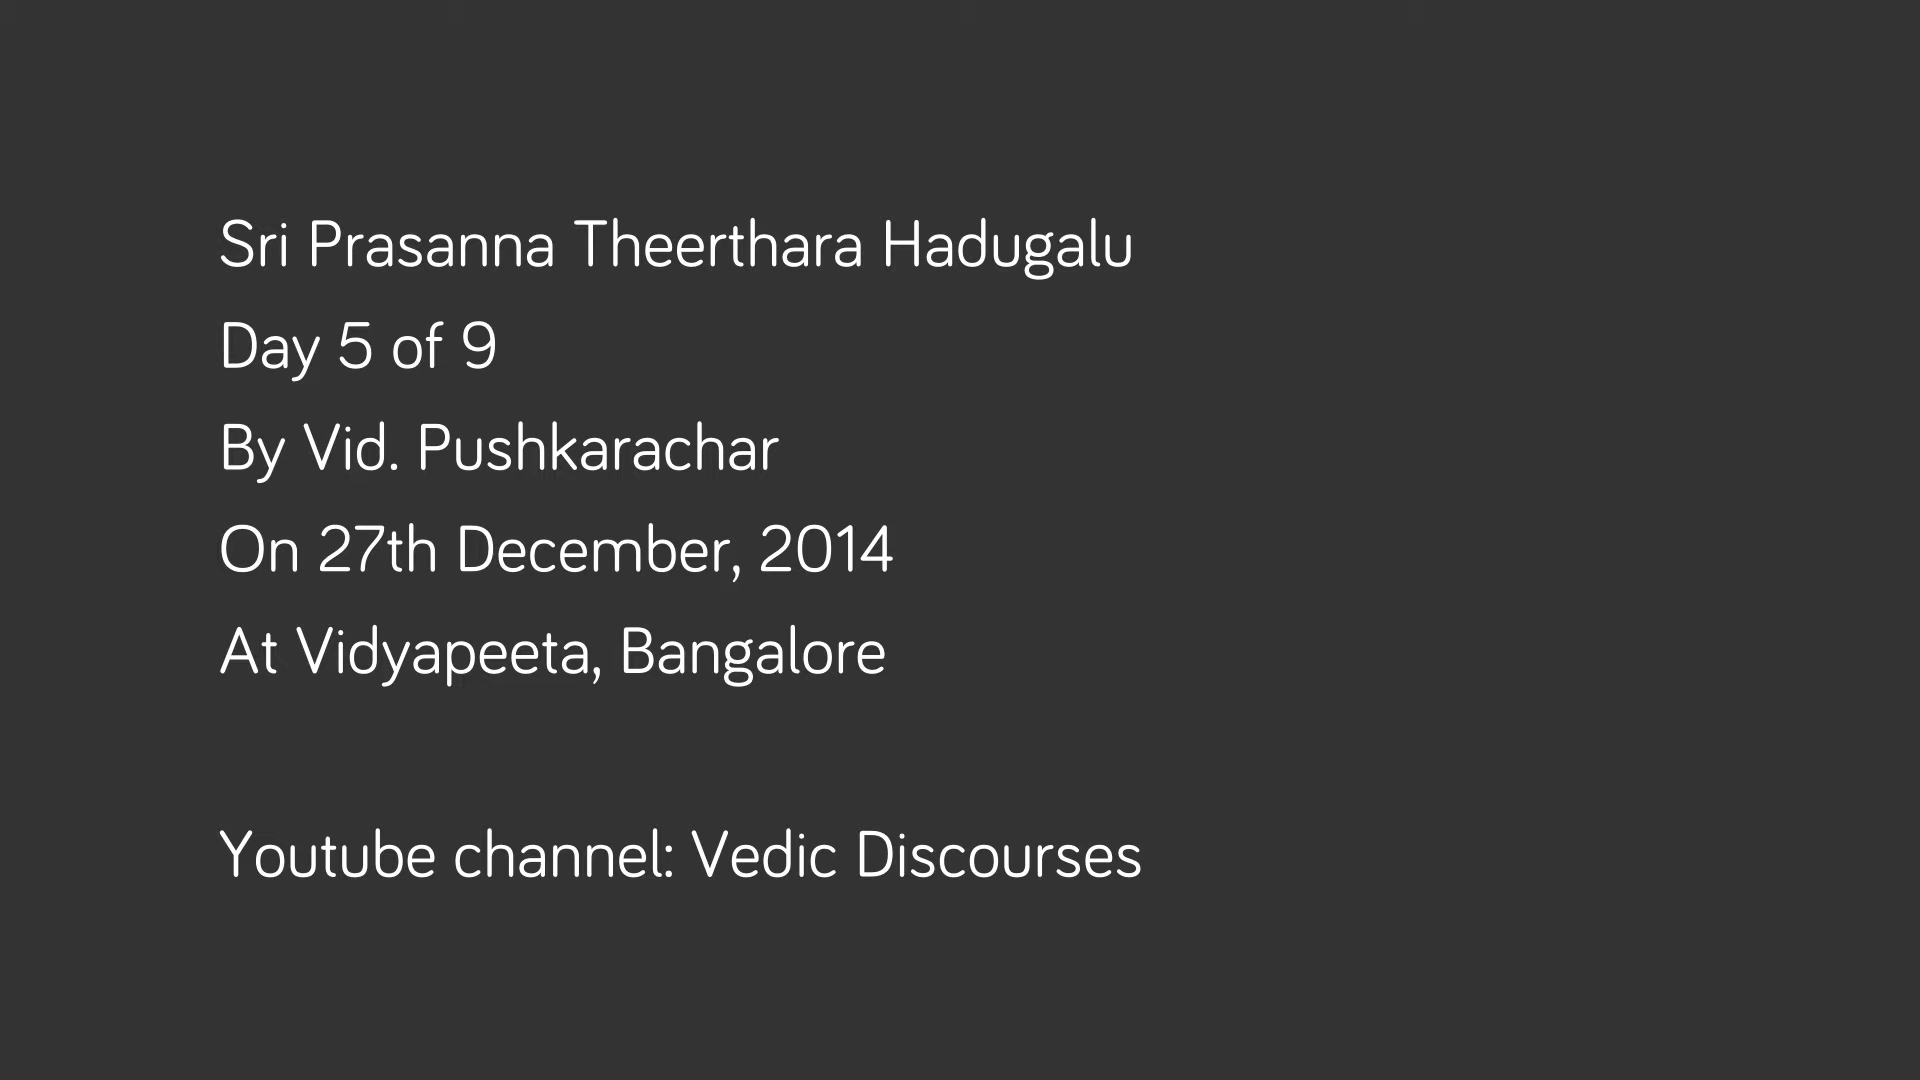 Sri Prasanna Theerthara Hadugalu
Day 5 of 9
By Vid. Pushkarachar
On 27th December, 2014
At Vidyapeeta, Bangalore
Youtube channel: Vedic Discourses